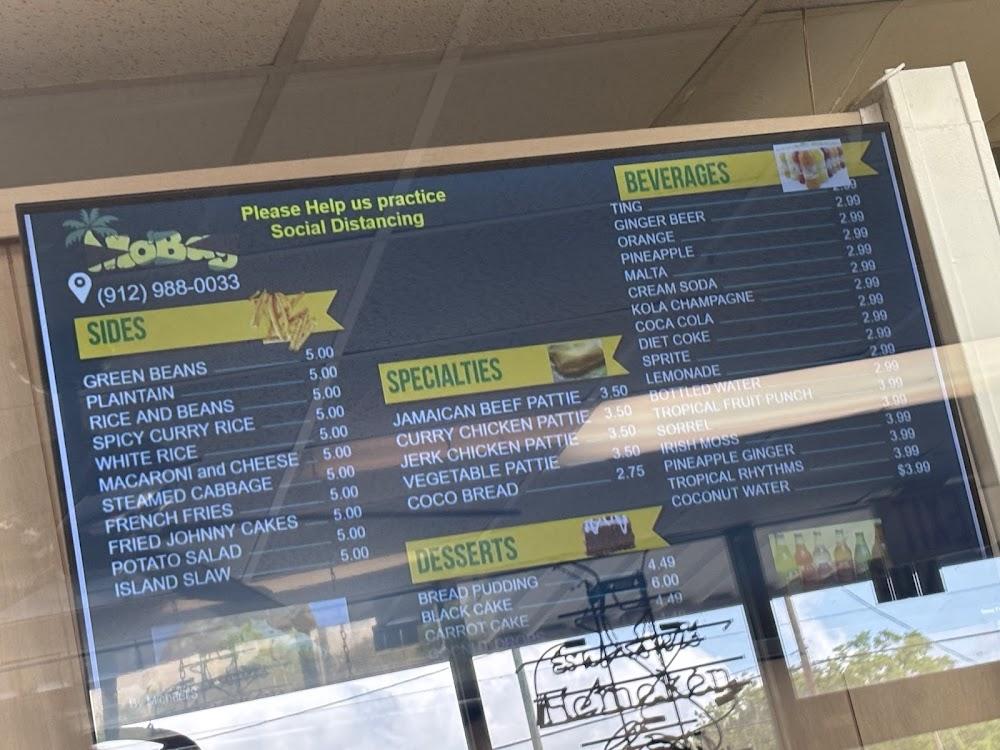 Please Help us practice
Social Distancing
MoBay
(912) 988-0033
SIDES
GREEN BEANS 5.00
PLAINTAIN 5.00
RICE AND BEANS 5.00
SPICY CURRY RICE 5.00
WHITE RICE 5.00
MACARONI and CHEESE 5.00
STEAMED CABBAGE 5.00
FRENCH FRIES 5.00
FRIED JOHNNY CAKES 5.00
POTATO SALAD 5.00
ISLAND SLAW 5.00
SPECIALTIES
JAMAICAN BEEF PATTIE 3.50
CURRY CHICKEN PATTIE 3.50
JERK CHICKEN PATTIE 3.50
VEGETABLE PATTIE 3.50
COCO BREAD 2.75
DESSERTS
BREAD PUDDING 4.49
BLACK CAKE 6.00
CARROT CAKE 4.49
BEVERAGES
TING 2.99
GINGER BEER 2.99
ORANGE 2.99
PINEAPPLE 2.99
MALTA 2.99
CREAM SODA 2.99
KOLA CHAMPAGNE 2.99
COCA COLA 2.99
DIET COKE 2.99
SPRITE 2.99
LEMONADE 2.99
BOTTLED WATER 2.99
TROPICAL FRUIT PUNCH 3.99
SORREL 3.99
IRISH MOSS 3.99
PINEAPPLE GINGER 3.99
TROPICAL RHYTHMS 3.99
COCONUT WATER $3.99
Heineken